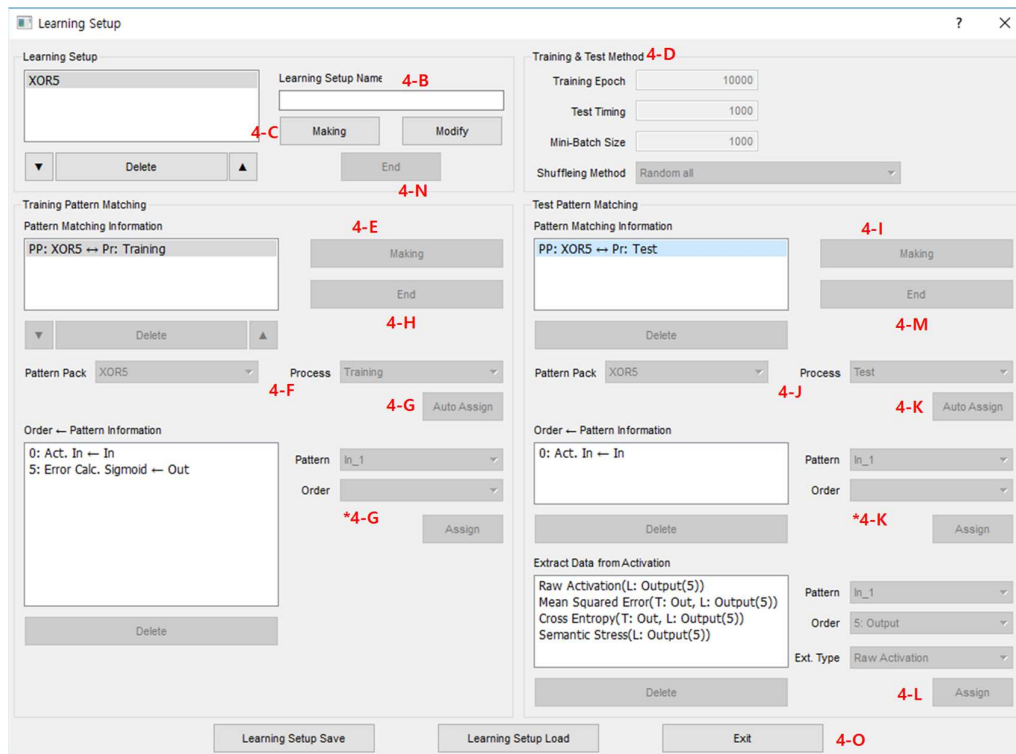 Learning Setup
?
×
Learning Setup
XOR5
Learning Setup Name
4-B
4-C
Making
Modify
▼
Delete
▲
End
4-N
Training & Test Method
4-D
Training Epoch
10000
Test Timing
1000
Mini-Batch Size
1000
Shuffleing Method
Random all
Training Pattern Matching
Pattern Matching Information
4-E
PP: XOR5 ↔ Pr: Training
Making
End
4-H
▼
Delete
▲
Pattern Pack
XOR5
Process
Training
4-F
4-G
Auto Assign
Order ← Pattern Information
0: Act. In ← In
5: Error Calc. Sigmoid ← Out
Pattern
In_1
Order
*4-G
Assign
Delete
Test Pattern Matching
Pattern Matching Information
4-I
PP: XOR5 ↔ Pr: Test
Making
End
4-M
Delete
Pattern Pack
XOR5
Process
Test
4-J
4-K
Auto Assign
Order ← Pattern Information
0: Act. In ← In
Pattern
In_1
Order
*4-K
Delete
Assign
Extract Data from Activation
Raw Activation(L: Output(5))
Mean Squared Error(T: Out, L: Output(5))
Cross Entropy(T: Out, L: Output(5))
Semantic Stress(L: Output(5))
Pattern
In_1
Order
5: Output
Ext. Type
Raw Activation
Delete
4-L
Assign
Learning Setup Save
Learning Setup Load
Exit
4-O